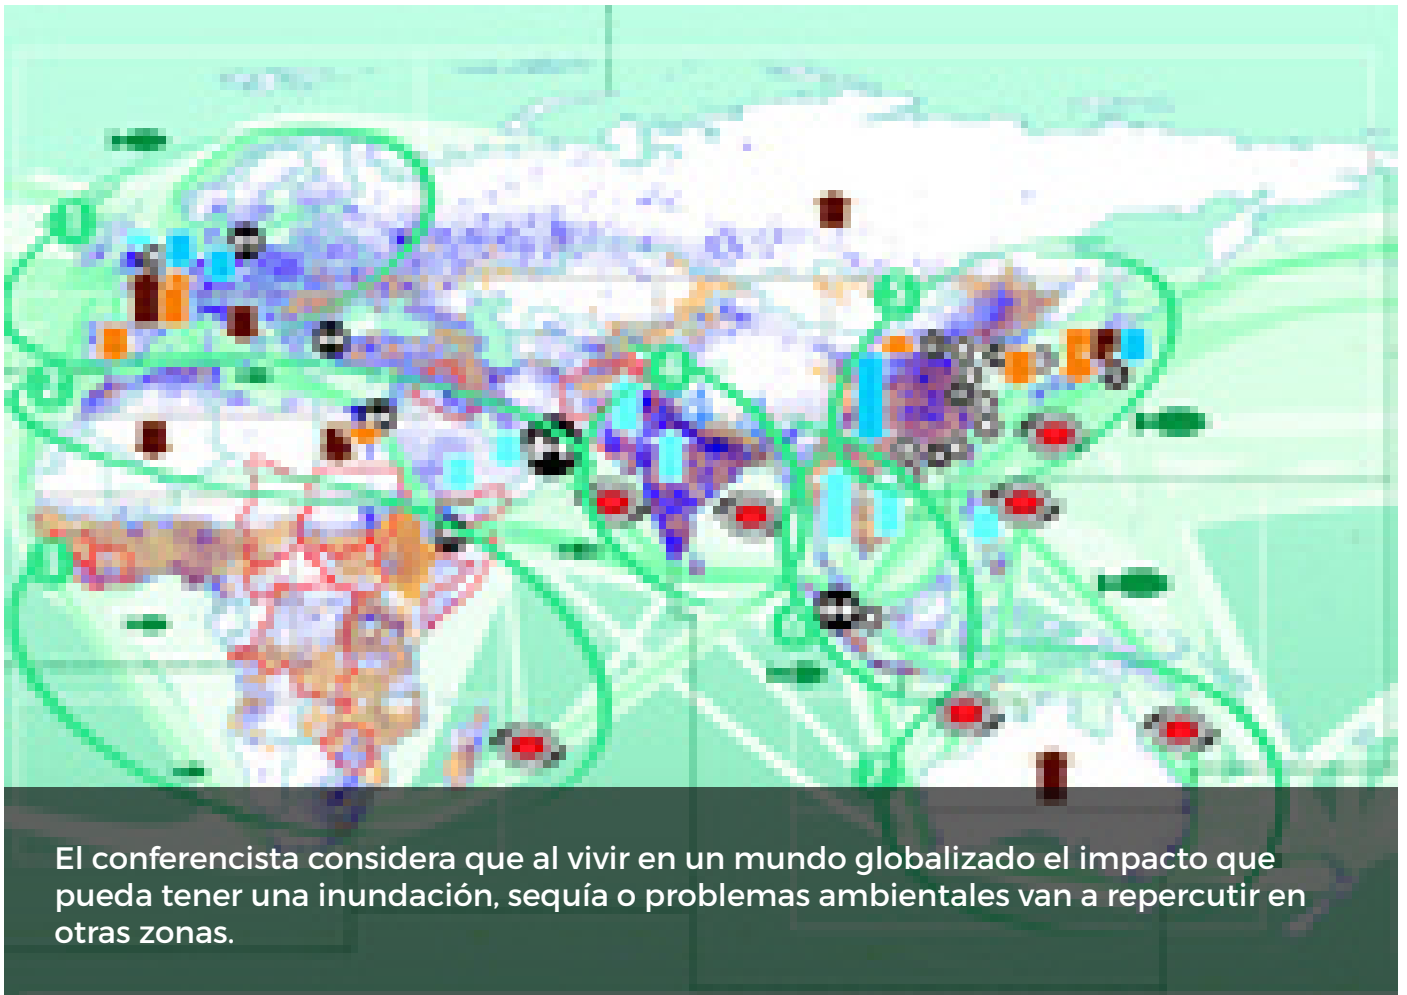 El conferencista considera que al vivir en un mundo globalizado el impacto que
pueda tener una inundación, sequía o problemas ambientales van a repercutir en
otras zonas.